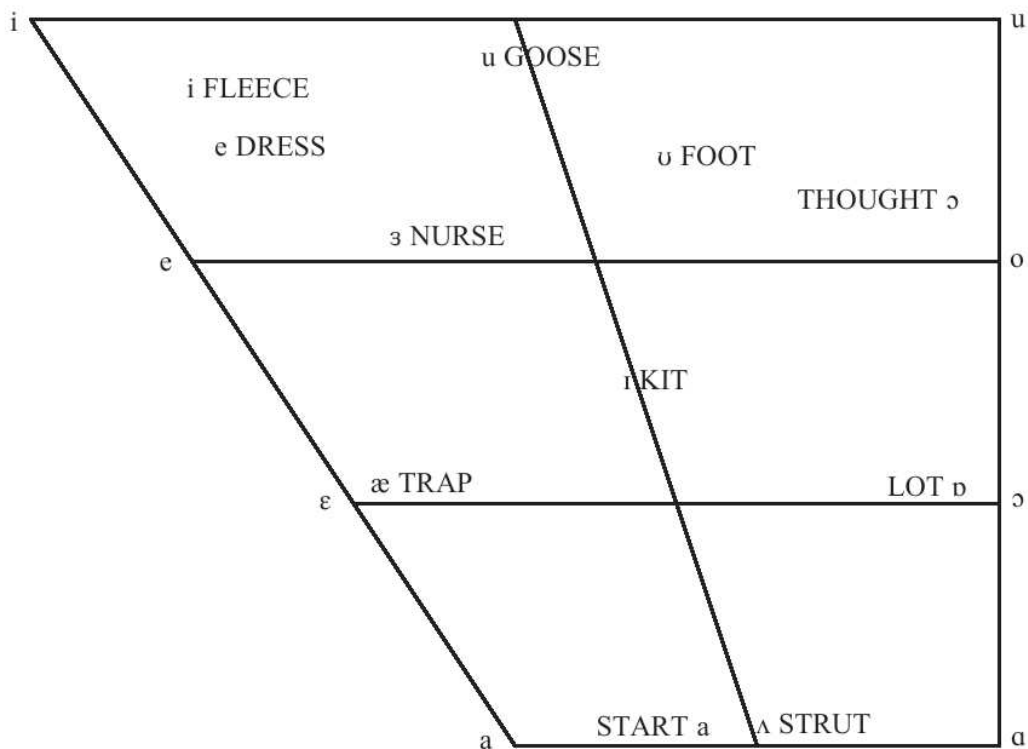 i u
u GOOSE
i FLEECE
e DRESS
ʊ FOOT
THOUGHT ɔ
ɜ NURSE
e o
ɪ KIT
æ TRAP
LOT ɒ
ɛ ɔ
START a
ʌ STRUT
a ɑ